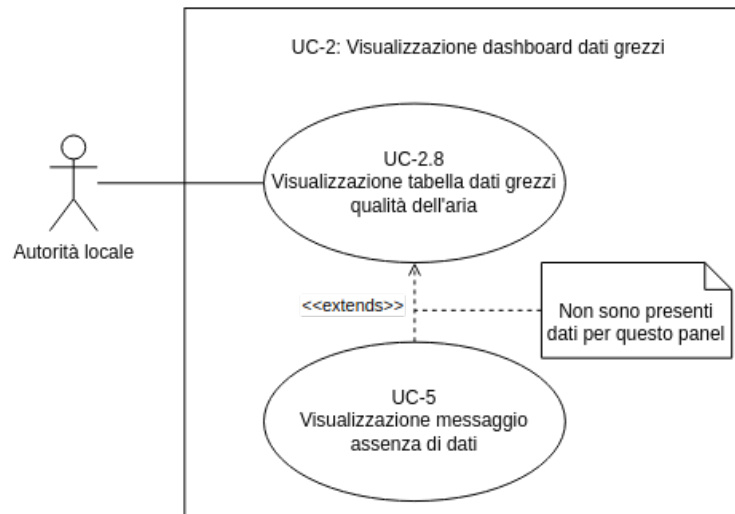 UC-2: Visualizzazione dashboard dati grezzi
UC-2.8
Visualizzazione tabella dati grezzi
qualità dell'aria
Autorità locale
<<extends>>
Non sono presenti
dati per questo panel
UC-5
Visualizzazione messaggio
assenza di dati